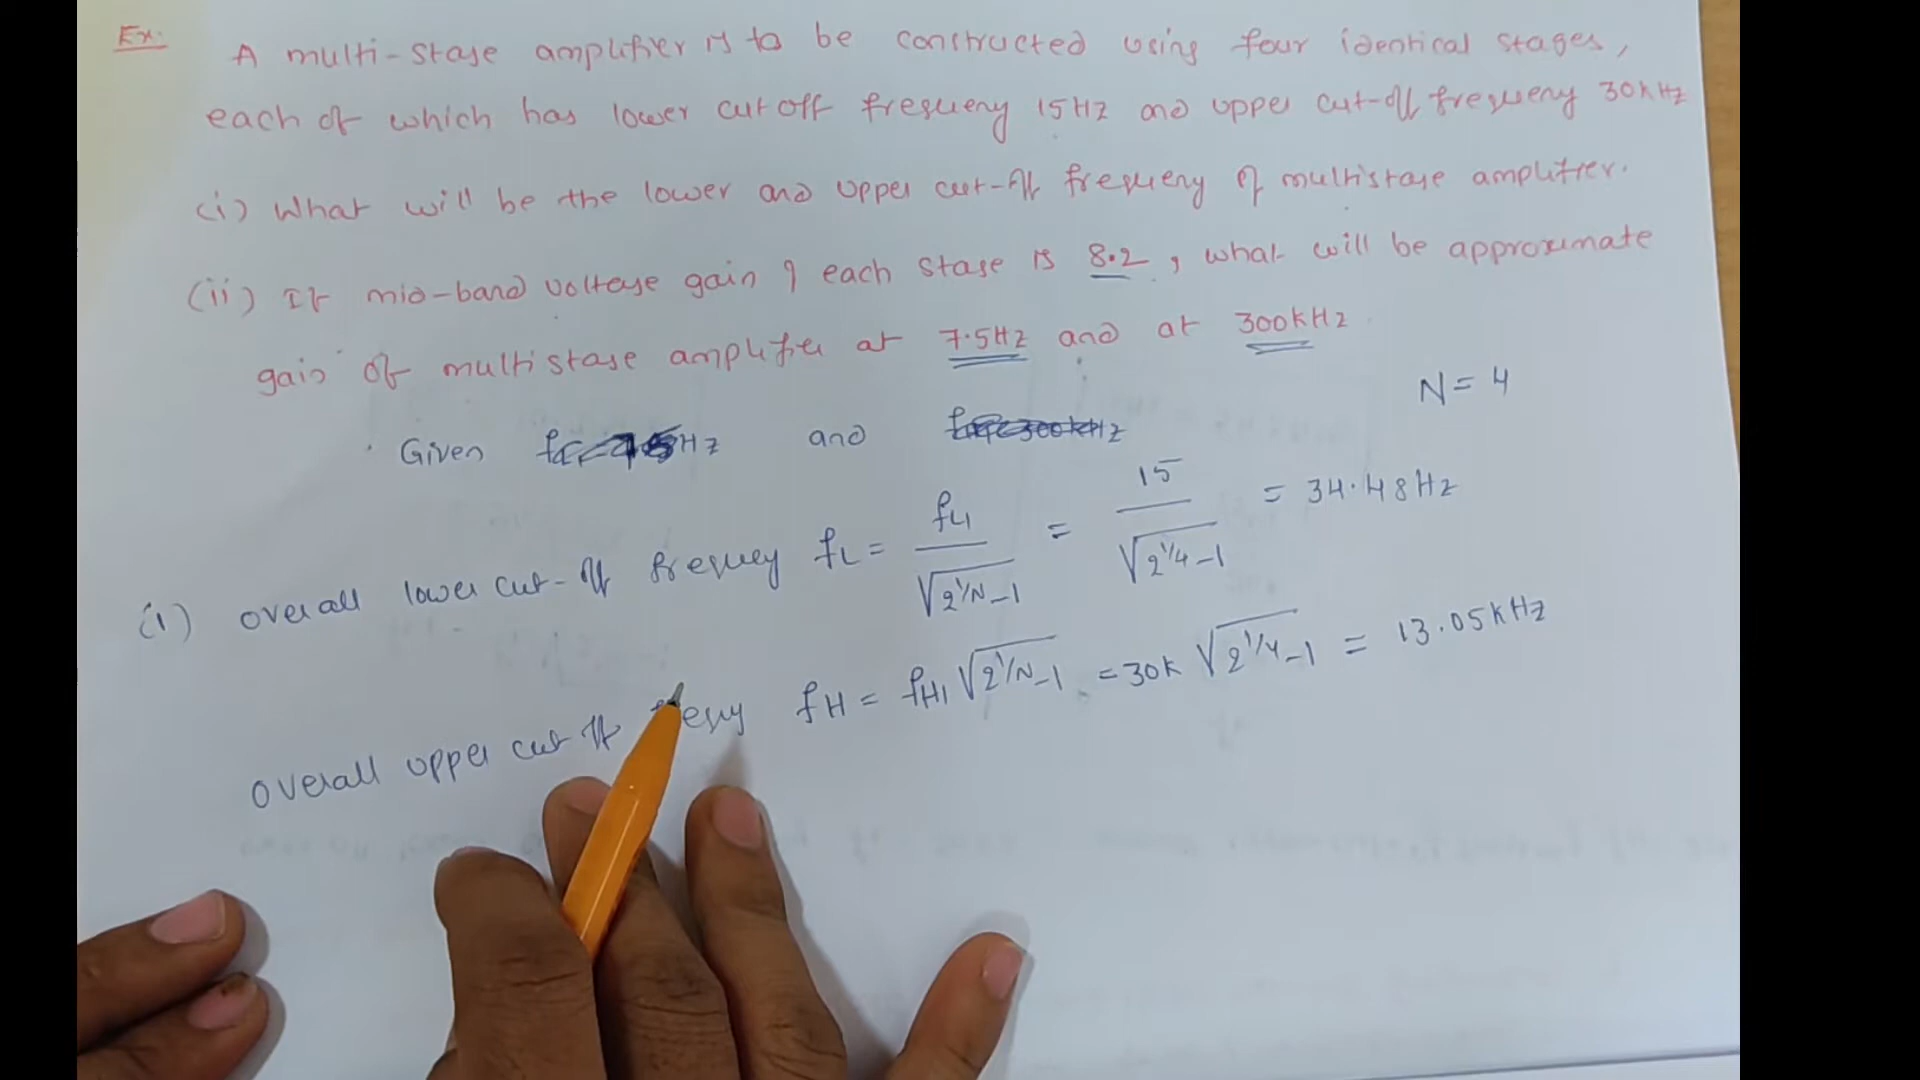 Ex:
A multi-stage amplifier is to be constructed using four identical stages,
each of which has lower cut off frequency 15Hz and upper cut-off frequency 30kHz
(i) What will be the lower and upper cut-off frequency of multistage amplifier.
(ii) If mid-band voltage gain of each stage is 8.2, what will be approximate
gain of multistage amplifier at 7.5Hz and at 300kHz
N = 4
Given Hz and
(i) overall lower cut-off frequency fL = fL1 / √2^1/N-1 = 15 / √2^1/4-1 = 34.48Hz
overall upper cut off fH = fH1 √2^1/N-1 = 30k √2^1/4-1 = 13.05kHz